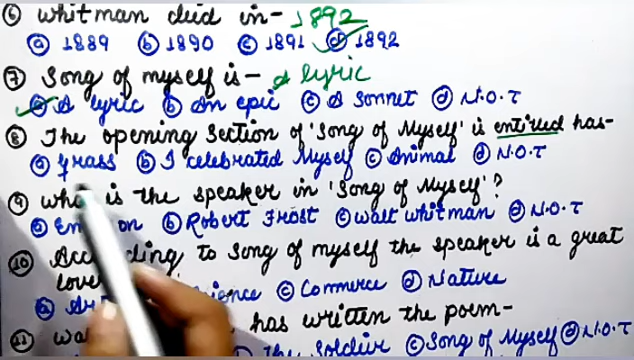 ⑥ Whitman died in- 1892
ⓐ 1889 ⓑ 1890 ⓒ 1891 ⓓ 1892
⑦ Song of myself is- A lyric
ⓐ A lyric ⓑ An epic ⓒ A Sonnet ⓓ N.O.T
⑧ The opening section of 'Song of Myself' is entitled has-
ⓐ Grass ⓑ I celebrated Myself ⓒ Animal ⓓ N.O.T
⑨ Who is the speaker in 'Song of Myself'?
ⓑ Robert Frost ⓒ Walt Whitman ⓓ N.O.T
⑩ to Song of myself the speaker is a great
ⓒ Commerce ⓓ Nature
⑪ has written the poem-
The Soldier ⓒ Song of Myself ⓓ N.O.T